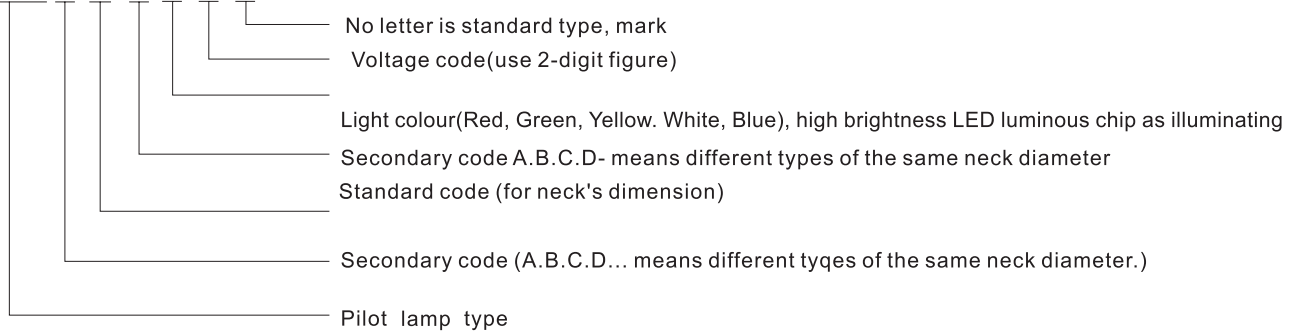 No letter is standard type, mark
Voltage code(use 2-digit figure)
Light colour(Red, Green, Yellow. White, Blue), high brightness LED luminous chip as illuminating
Secondary code A.B.C.D- means different types of the same neck diameter
Standard code (for neck's dimension)
Secondary code (A.B.C.D... means different tyqes of the same neck diameter.)
Pilot lamp type